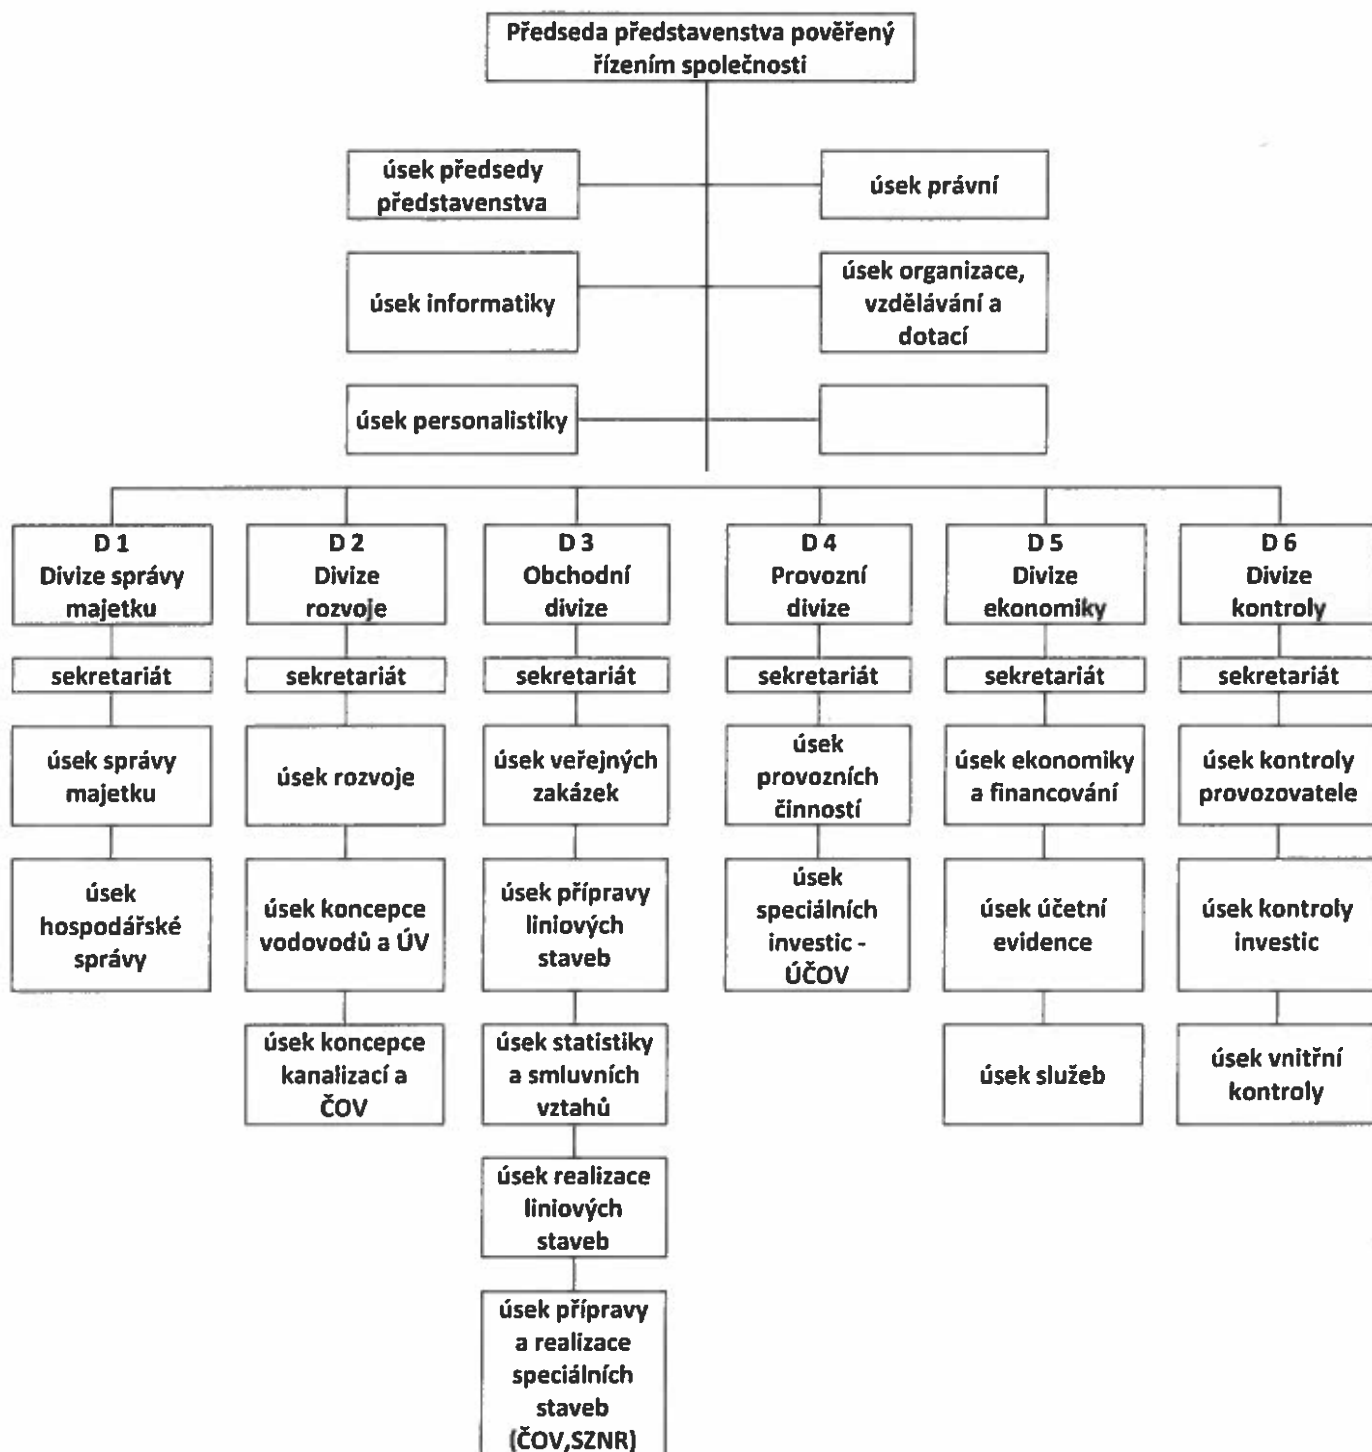 Předseda představenstva pověřený
řízením společnosti
úsek předsedy
představenstva
úsek právní
úsek informatiky
úsek organizace,
vzdělávání a
dotací
úsek personalistiky
D 1
Divize správy
majetku
D 2
Divize
rozvoje
D 3
Obchodní
divize
D 4
Provozní
divize
D 5
Divize
ekonomiky
D 6
Divize
kontroly
sekretariát
sekretariát
sekretariát
sekretariát
sekretariát
sekretariát
úsek správy
majetku
úsek rozvoje
úsek veřejných
zakázek
úsek
provozních
činností
úsek ekonomiky
a financování
úsek kontroly
provozovatele
úsek
hospodářské
správy
úsek koncepce
vodovodů a ÚV
úsek přípravy
liniových
staveb
úsek
speciálních
investic -
ÚČOV
úsek účetní
evidence
úsek kontroly
investic
úsek koncepce
kanalizací a
ČOV
úsek statistiky
a smluvních
vztahů
úsek služeb
úsek vnitřní
kontroly
úsek realizace
liniových
staveb
úsek přípravy
a realizace
speciálních
staveb
(ČOV,SZNR)